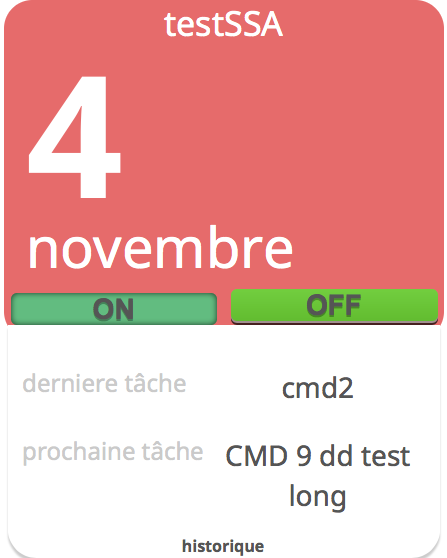 testSSA
4
novembre
ON OFF
derniere tâche cmd2
prochaine tâche CMD 9 dd test
long
historique